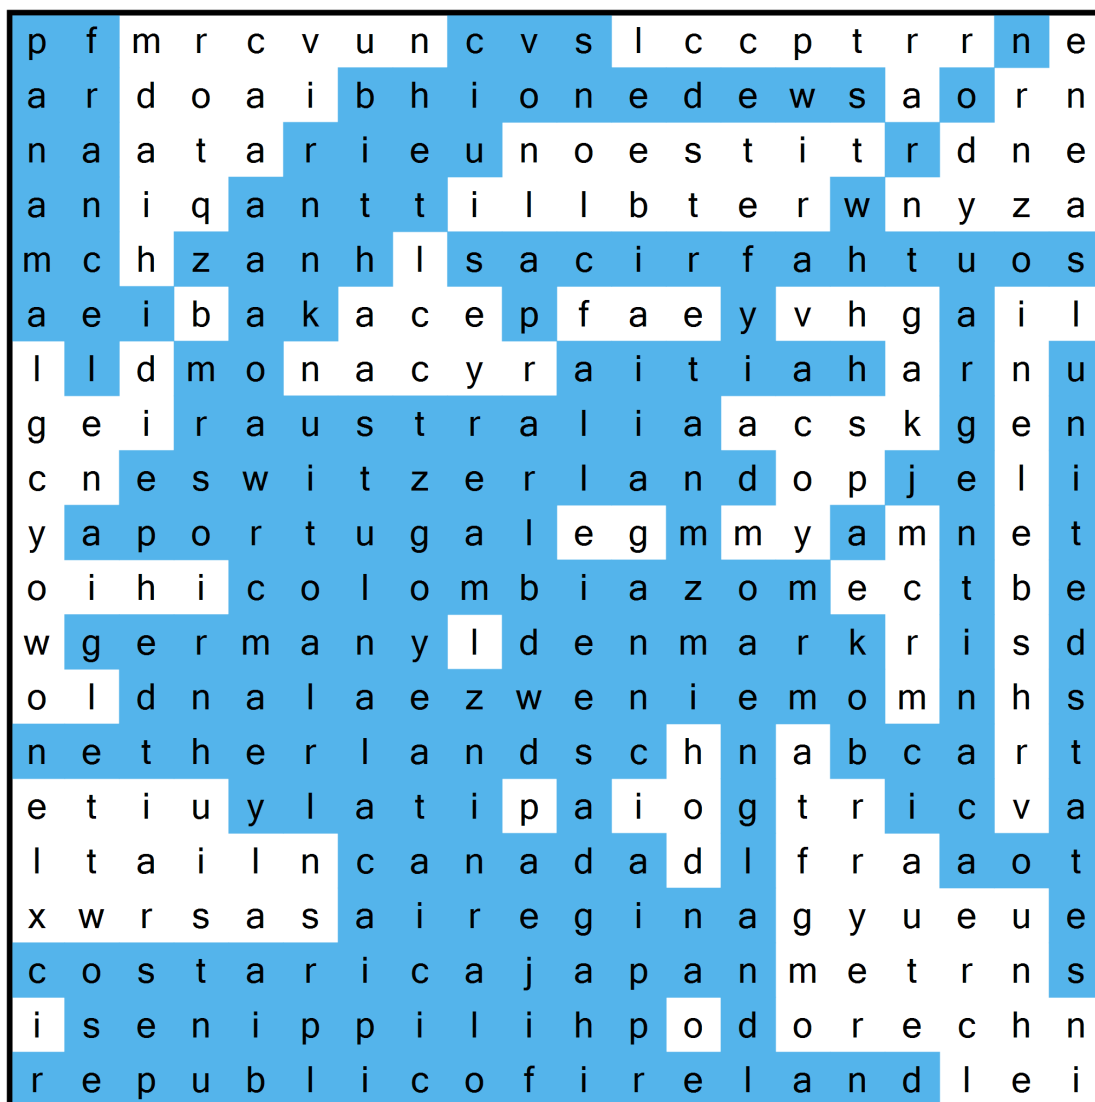 p f m r c v u n c v s l c c p t r r n e
a r d o a i b h i o n e d e w s a o r n
n a a t a r i e u n o e s t i t r d n e
a n i q a n t t i l l b t e r w n y z a
m c h z a n h l s a c i r f a h t u o s
a e i b a k a c e p f a e y v h g a i l
l l d m o n a c y r a i t i a h a r n u
g e i r a u s t r a l i a a c s k g e n
c n e s w i t z e r l a n d o p j e l i
y a p o r t u g a l e g m m y a m n e t
o i h i c o l o m b i a z o m e c t b e
w g e r m a n y l d e n m a r k r i s d
o l d n a l a e z w e n i e m o m n h s
n e t h e r l a n d s c h n a b c a r t
e t i u y l a t i p a i o g t r i c v a
l t a i l n c a n a d a d l f r a a o t
x w r s a s a i r e g i n a g y u e u e
c o s t a r i c a j a p a n m e t r n s
i s e n i p p i l i h p o d o r e c h n
r e p u b l i c o f i r e l a n d l e i